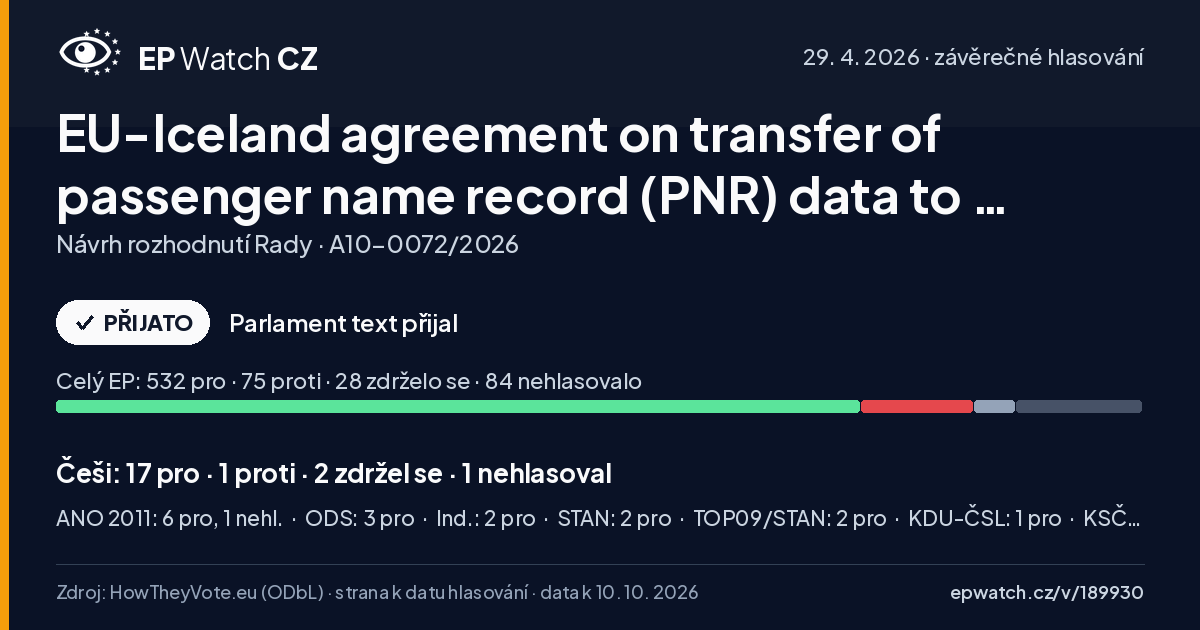 EP Watch CZ
29. 4. 2026 · závěrečné hlasování
EU-Iceland agreement on transfer of
passenger name record (PNR) data to …
Návrh rozhodnutí Rady · A10-0072/2026
✓ PŘIJATO
Parlament text přijal
Celý EP: 532 pro · 75 proti · 28 zdrželo se · 84 nehlasovalo
Češi: 17 pro · 1 proti · 2 zdržel se · 1 nehlasoval
ANO 2011: 6 pro, 1 nehl. · ODS: 3 pro · Ind.: 2 pro · STAN: 2 pro · TOP09/STAN: 2 pro · KDU-ČSL: 1 pro · KSČ…
Zdroj: HowTheyVote.eu (ODbL) · strana k datu hlasování · data k 10. 10. 2026
epwatch.cz/v/189930